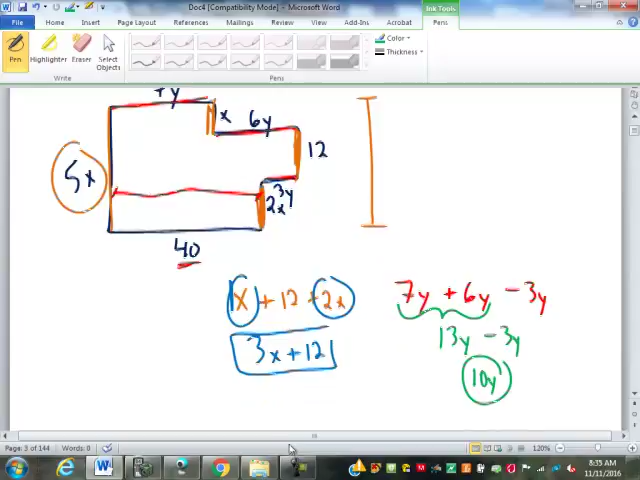 Doc4 [Compatibility Mode] - Microsoft Word
Ink Tools
File Home Insert Page Layout References Mailings Review View Add-Ins Acrobat Pens
Pen Highlighter Eraser Select Objects
Color
Thickness
Write Pens
x 6y
12
5x
3y
2x
40
x + 12 + 2x 7y + 6y - 3y
3x + 12 13y - 3y
10y
Page: 3 of 144 Words: 0 120%
8:35 AM
11/11/2016